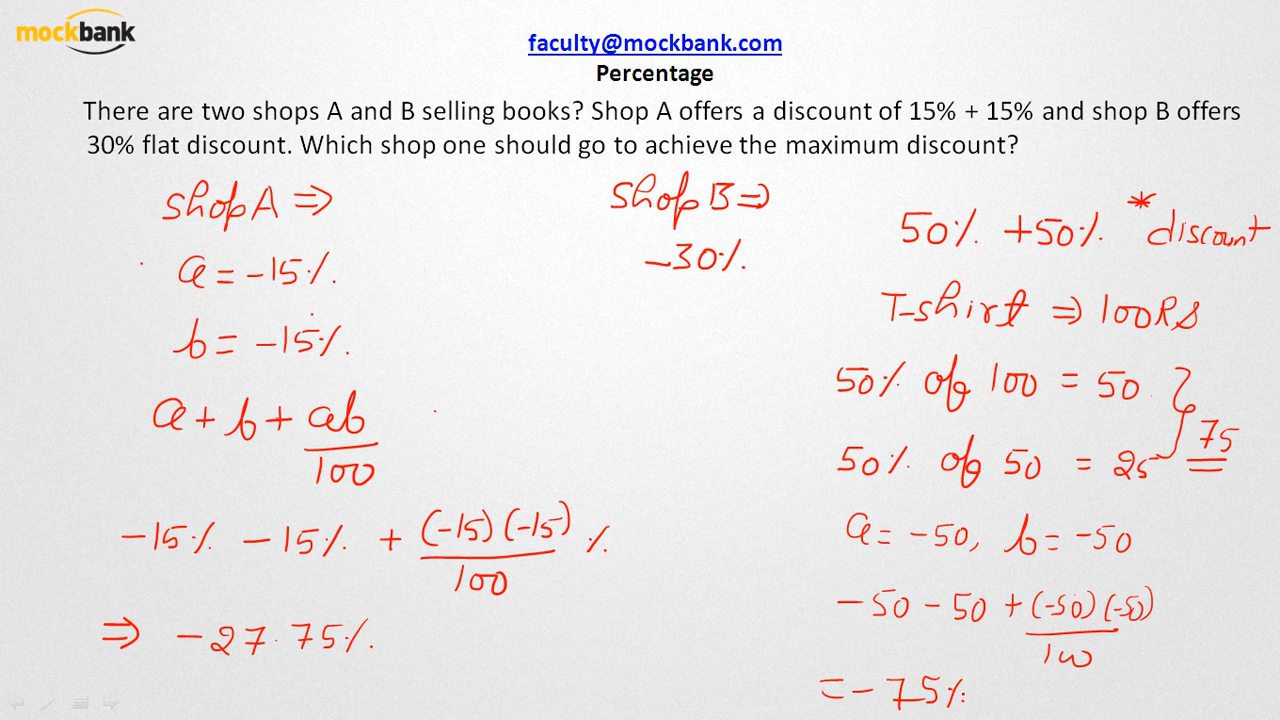 mockbank
faculty@mockbank.com
Percentage
There are two shops A and B selling books? Shop A offers a discount of 15% + 15% and shop B offers
30% flat discount. Which shop one should go to achieve the maximum discount?
Shop A ⇒
a = -15%
b = -15%
a + b + ab/100
-15% -15% + (-15)(-15)/100 %
⇒ -27.75%
Shop B ⇒
-30%
50% +50% * discount
T-shirt ⇒ 100 RS
50% of 100 = 50
50% of 50 = 25
75
a = -50, b = -50
-50 - 50 + (-50)(-50)/100
= -75%